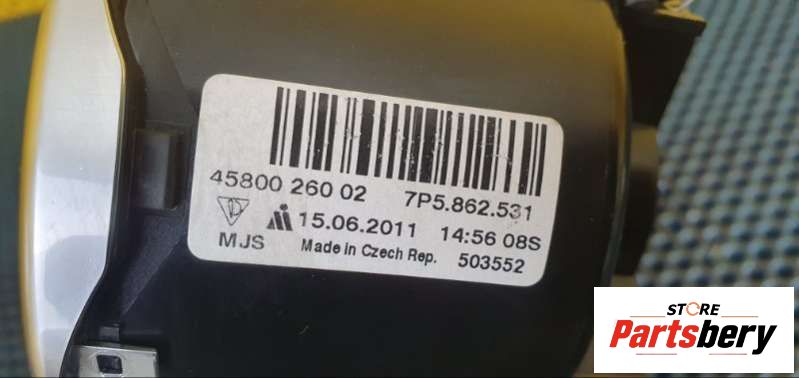 45800 260 02 7P5.862.531
15.06.2011 14:56 08S
MJS Made in Czech Rep. 503552
STORE
Partsbery